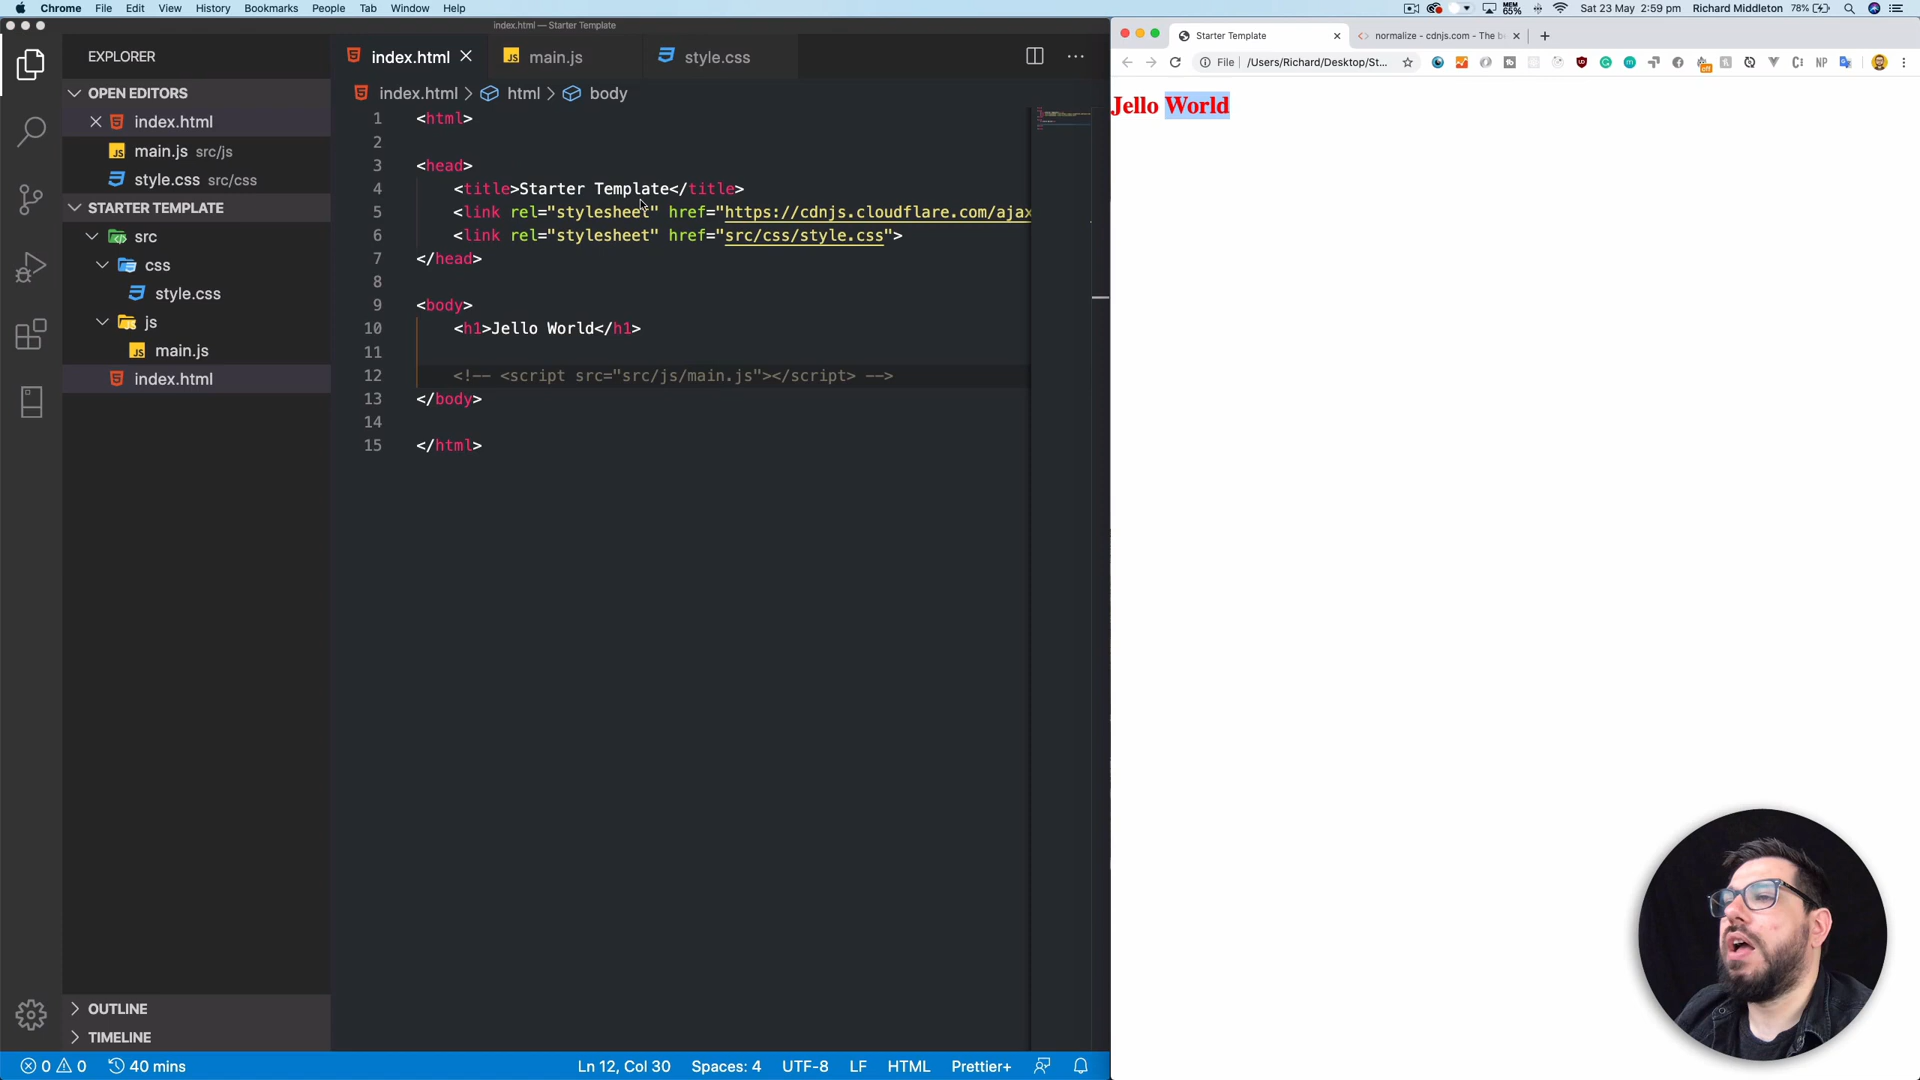 Chrome File Edit View History Bookmarks People Tab Window Help
MEM 65% Sat 23 May 2:59 pm Richard Middleton 78%
index.html — Starter Template
EXPLORER
OPEN EDITORS
index.html
main.js src/js
style.css src/css
STARTER TEMPLATE
src
css
style.css
js
main.js
index.html
OUTLINE
TIMELINE
index.html main.js style.css
index.html > html > body
1 <html>
2
3 <head>
4 <title>Starter Template</title>
5 <link rel="stylesheet" href="https://cdnjs.cloudflare.com/ajax
6 <link rel="stylesheet" href="src/css/style.css">
7 </head>
8
9 <body>
10 <h1>Jello World</h1>
11
12 <!-- <script src="src/js/main.js"></script> -->
13 </body>
14
15 </html>
0 0 40 mins Ln 12, Col 30 Spaces: 4 UTF-8 LF HTML Prettier+
Starter Template normalize - cdnjs.com - The b
File /Users/Richard/Desktop/St... off NP
Jello World